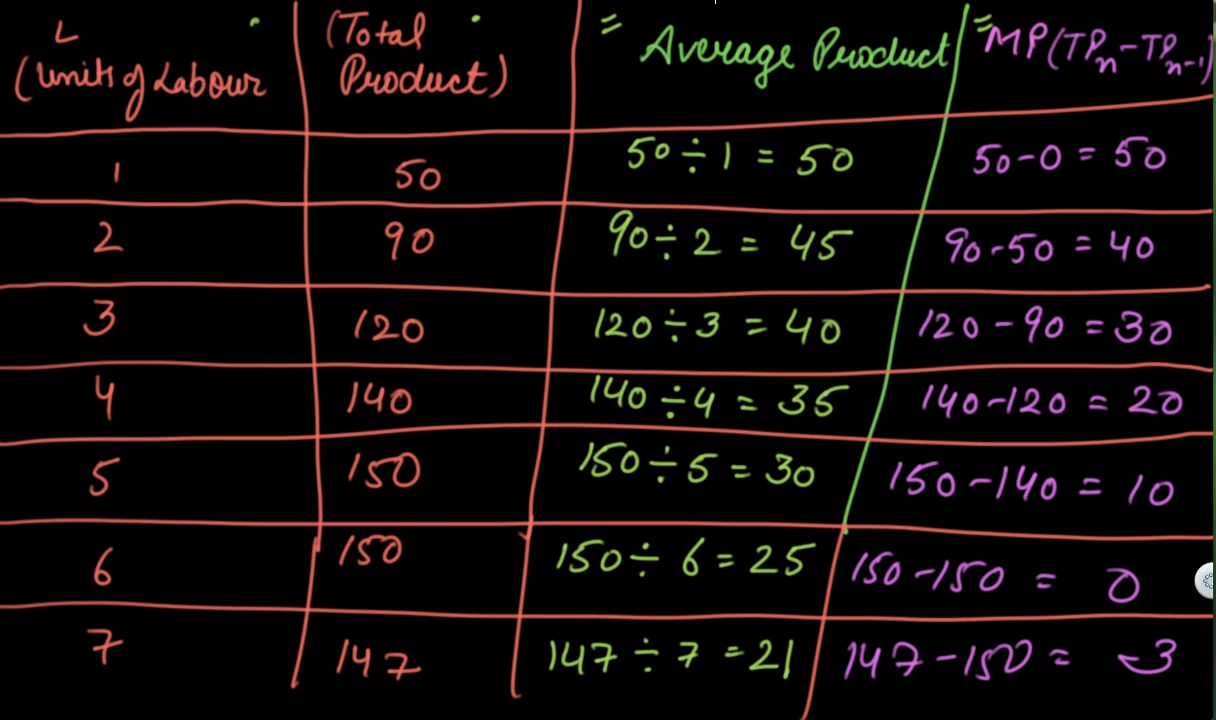 L
(Units of Labour
(Total
Product)
= Average Product
= MP(TPn-TPn-1)
1 50 50÷1 = 50 50-0 = 50
2 90 90÷2 = 45 90-50 = 40
3 120 120÷3 = 40 120-90 = 30
4 140 140÷4 = 35 140-120 = 20
5 150 150÷5 = 30 150-140 = 10
6 150 150÷6 = 25 150-150 = 0
7 147 147÷7 = 21 147-150 = -3